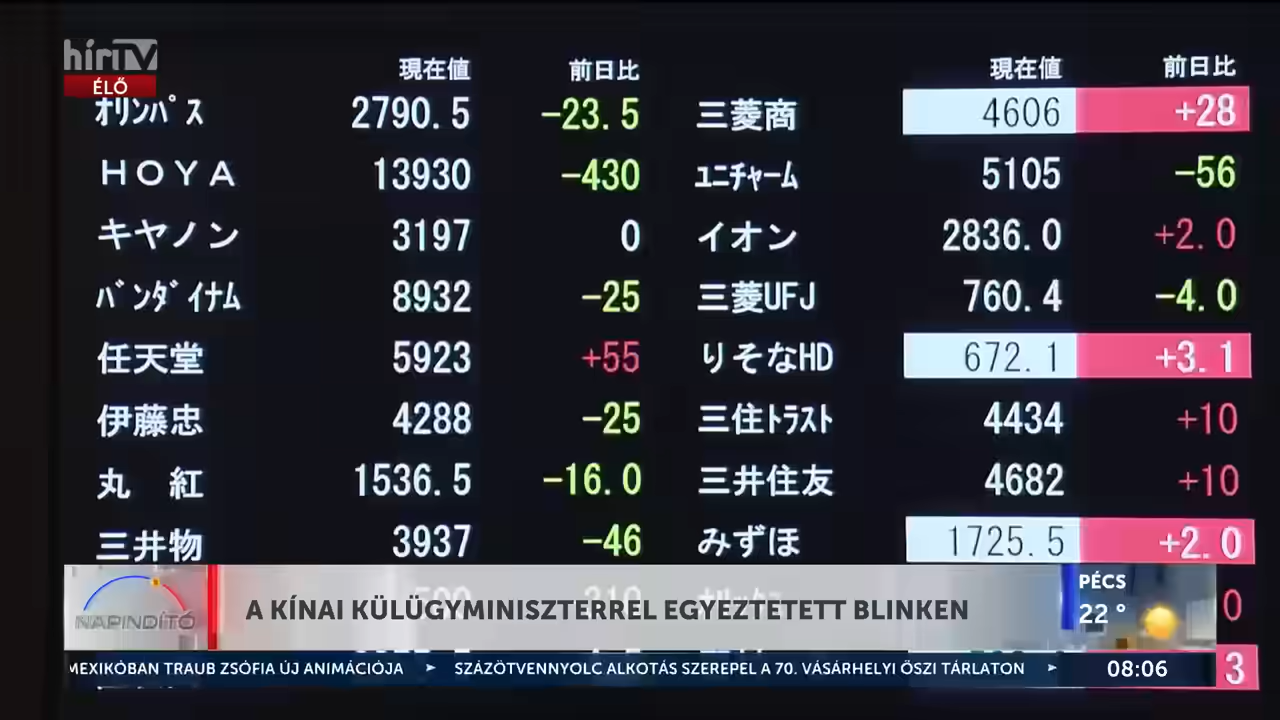 hírTV
ÉLŐ
現在値 前日比 現在値 前日比
オリンパス 2790.5 -23.5 三菱商 4606 +28
HOYA 13930 -430 ユニチャーム 5105 -56
キヤノン 3197 0 イオン 2836.0 +2.0
バンダイナム 8932 -25 三菱UFJ 760.4 -4.0
任天堂 5923 +55 りそなHD 672.1 +3.1
伊藤忠 4288 -25 三住トラスト 4434 +10
丸 紅 1536.5 -16.0 三井住友 4682 +10
三井物 3937 -46 みずほ 1725.5 +2.0
NAPINDÍTÓ
A KÍNAI KÜLÜGYMINISZTERREL EGYEZTETETT BLINKEN
PÉCS
22 °
0
MEXIKÓBAN TRAUB ZSÓFIA ÚJ ANIMÁCIÓJA ► SZÁZÖTVENNYOLC ALKOTÁS SZEREPEL A 70. VÁSÁRHELYI ŐSZI TÁRLATON ►
08:06
3